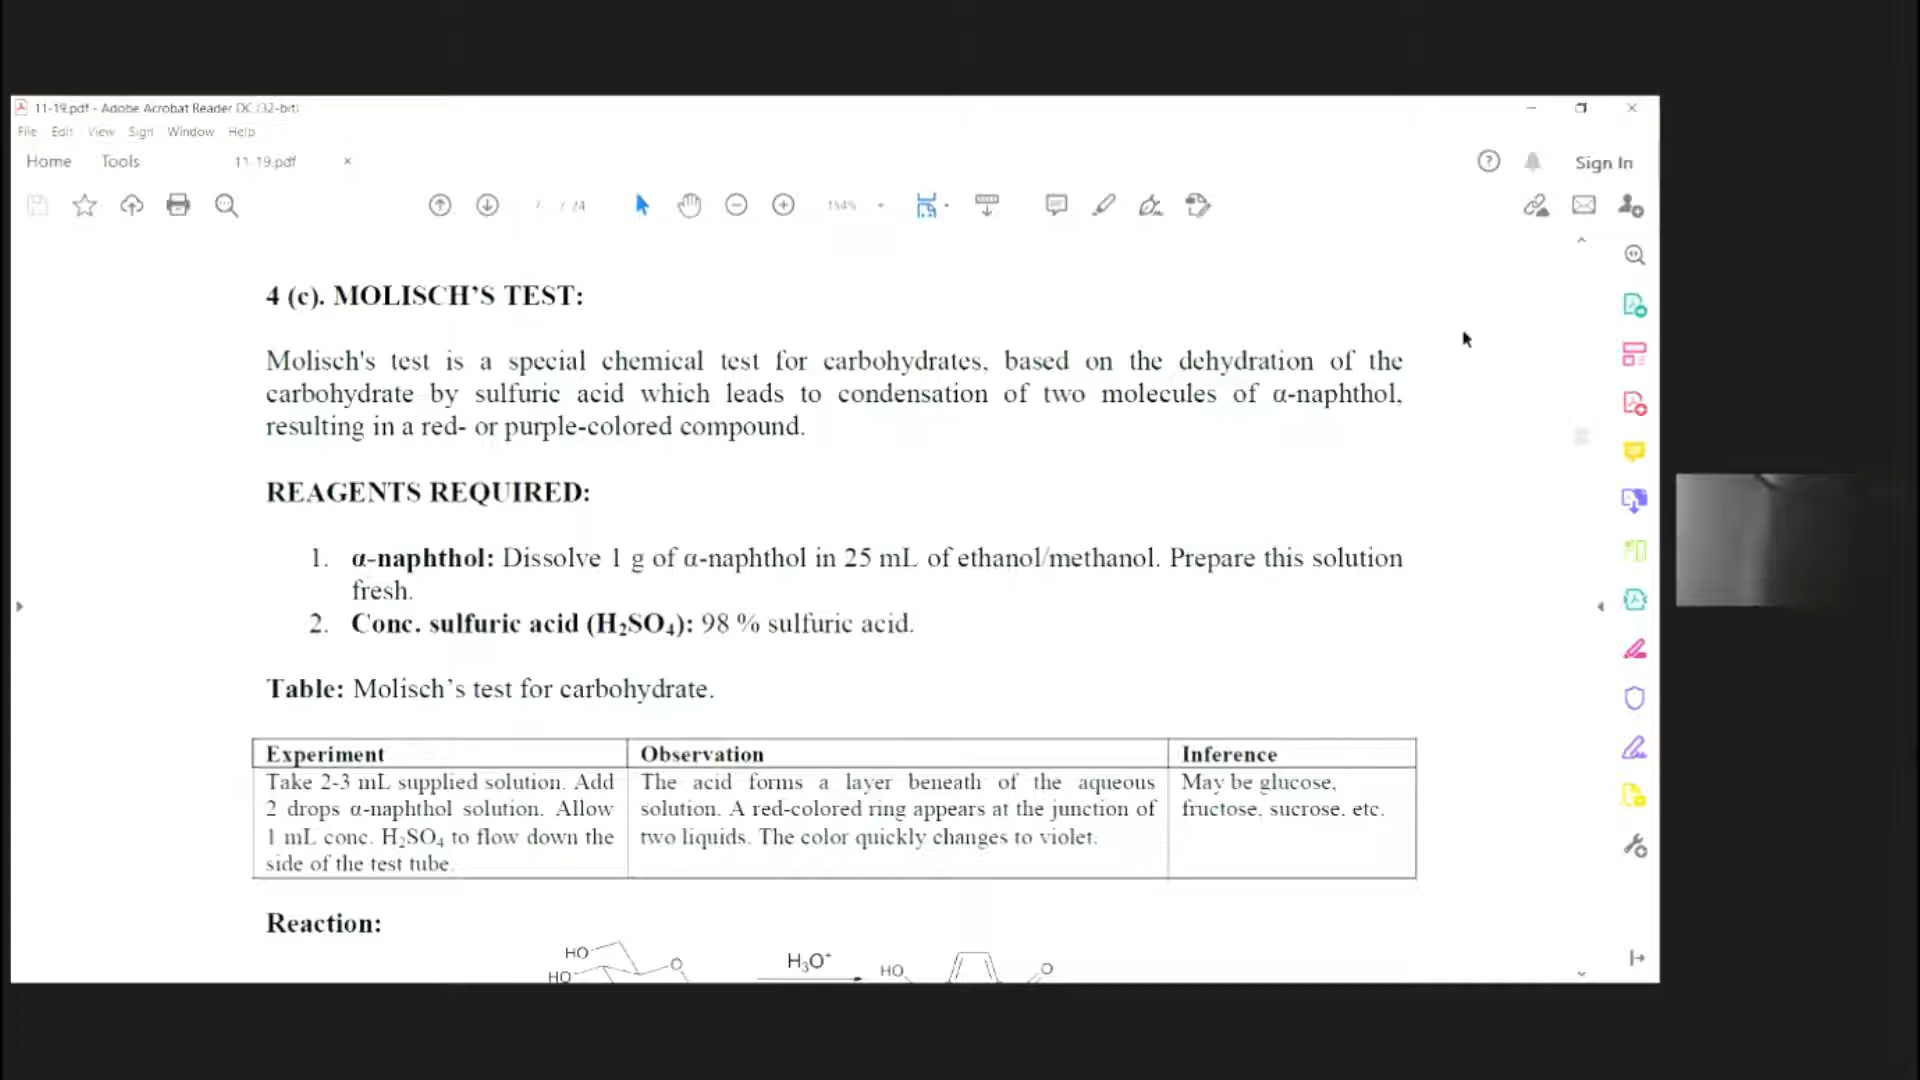 11-19.pdf - Adobe Acrobat Reader DC (32-bit)
File Edit View Sign Window Help
Home Tools 11-19.pdf
Sign In
7 / 24
154%
4 (c). MOLISCH’S TEST:
Molisch's test is a special chemical test for carbohydrates, based on the dehydration of the
carbohydrate by sulfuric acid which leads to condensation of two molecules of α-naphthol,
resulting in a red- or purple-colored compound.
REAGENTS REQUIRED:
1. α-naphthol: Dissolve 1 g of α-naphthol in 25 mL of ethanol/methanol. Prepare this solution
fresh.
2. Conc. sulfuric acid (H₂SO₄): 98 % sulfuric acid.
Table: Molisch’s test for carbohydrate.
Experiment
Take 2-3 mL supplied solution. Add
2 drops α-naphthol solution. Allow
1 mL conc. H₂SO₄ to flow down the
side of the test tube.
Observation
The acid forms a layer beneath of the aqueous
solution. A red-colored ring appears at the junction of
two liquids. The color quickly changes to violet.
Inference
May be glucose,
fructose, sucrose, etc.
Reaction:
HO
HO
O
H₃O⁺
HO
O